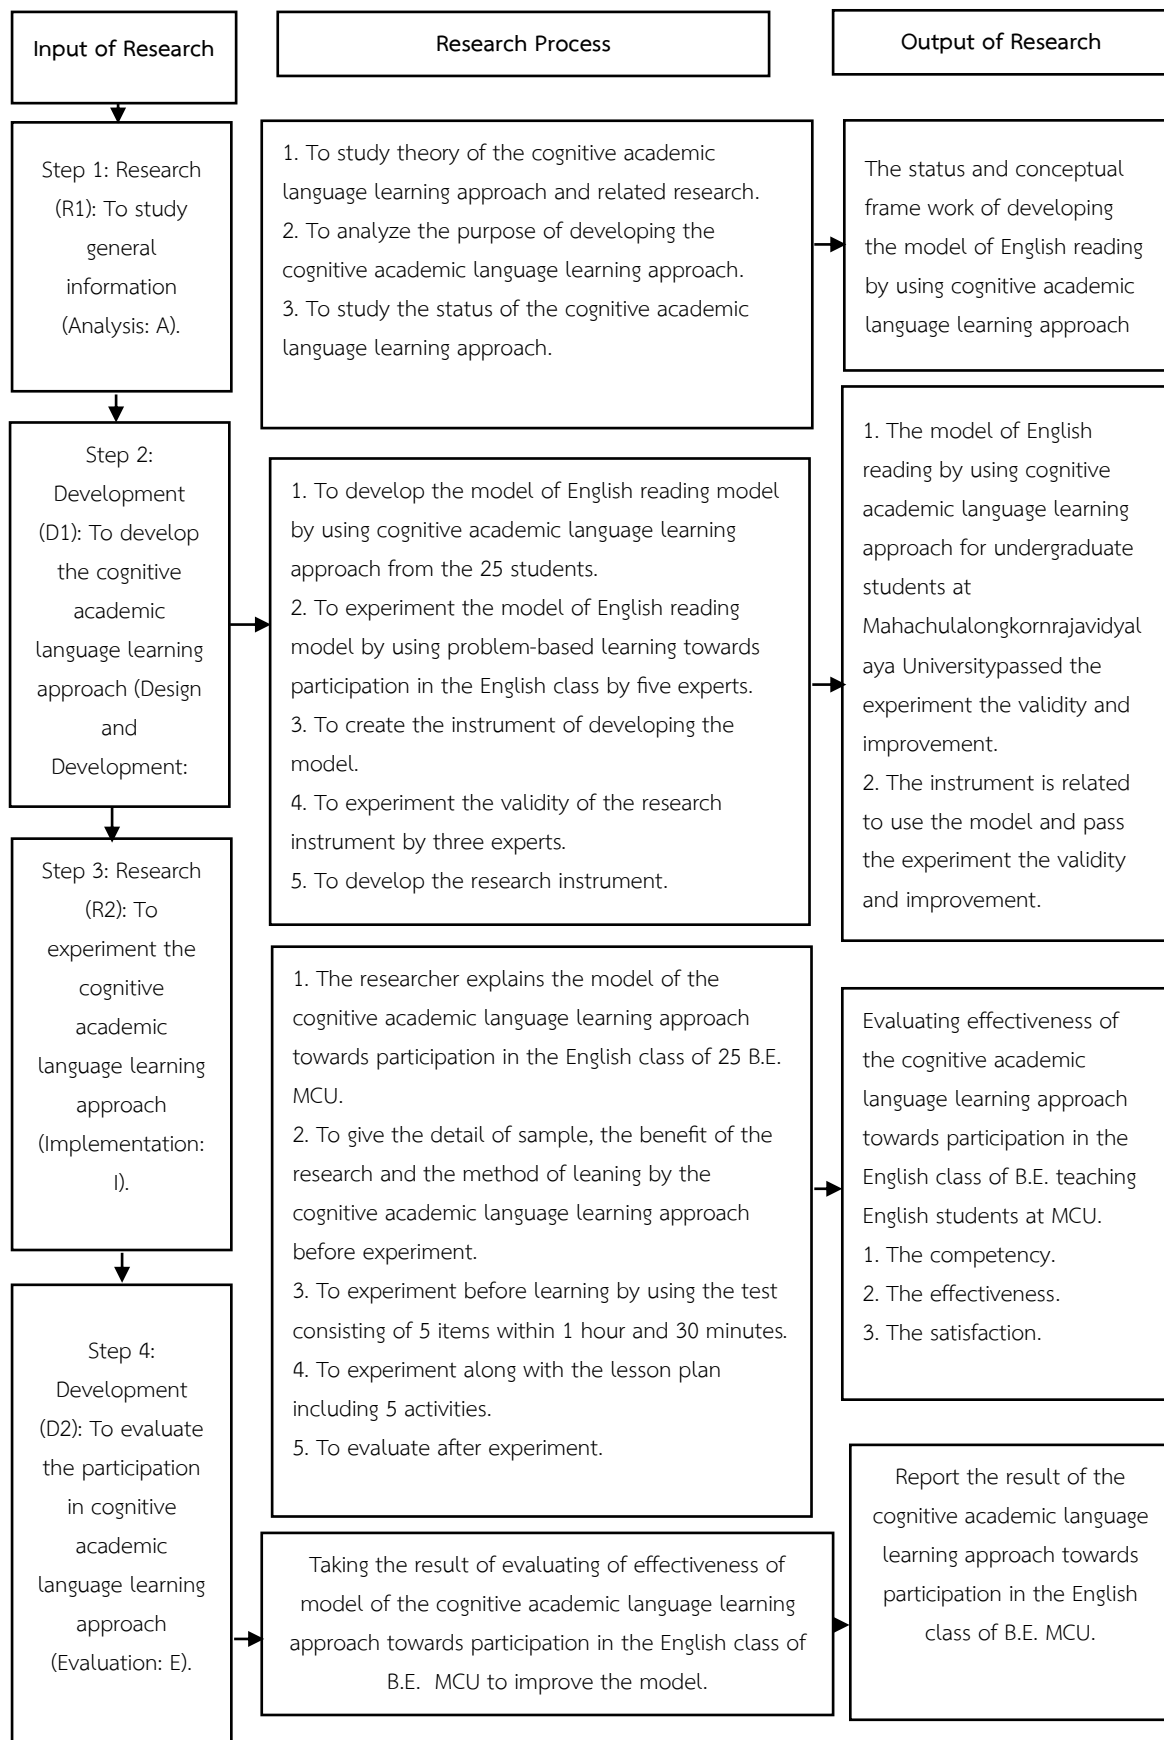 Input of Research
Research Process
Output of Research
Step 1: Research
(R1): To study
general
information
(Analysis: A).
1. To study theory of the cognitive academic
language learning approach and related research.
2. To analyze the purpose of developing the
cognitive academic language learning approach.
3. To study the status of the cognitive academic
language learning approach.
The status and conceptual
frame work of developing
the model of English reading
by using cognitive academic
language learning approach
Step 2:
Development
(D1): To develop
the cognitive
academic
language learning
approach (Design
and
Development:
1. To develop the model of English reading model
by using cognitive academic language learning
approach from the 25 students.
2. To experiment the model of English reading
model by using problem-based learning towards
participation in the English class by five experts.
3. To create the instrument of developing the
model.
4. To experiment the validity of the research
instrument by three experts.
5. To develop the research instrument.
1. The model of English
reading by using cognitive
academic language learning
approach for undergraduate
students at
Mahachulalongkornrajavidyal
aya Universitypassed the
experiment the validity and
improvement.
2. The instrument is related
to use the model and pass
the experiment the validity
and improvement.
Step 3: Research
(R2): To
experiment the
cognitive
academic
language learning
approach
(Implementation:
I).
1. The researcher explains the model of the
cognitive academic language learning approach
towards participation in the English class of 25 B.E.
MCU.
2. To give the detail of sample, the benefit of the
research and the method of leaning by the
cognitive academic language learning approach
before experiment.
3. To experiment before learning by using the test
consisting of 5 items within 1 hour and 30 minutes.
4. To experiment along with the lesson plan
including 5 activities.
5. To evaluate after experiment.
Evaluating effectiveness of
the cognitive academic
language learning approach
towards participation in the
English class of B.E. teaching
English students at MCU.
1. The competency.
2. The effectiveness.
3. The satisfaction.
Step 4:
Development
(D2): To evaluate
the participation
in cognitive
academic
language learning
approach
(Evaluation: E).
Taking the result of evaluating of effectiveness of
model of the cognitive academic language learning
approach towards participation in the English class of
B.E. MCU to improve the model.
Report the result of the
cognitive academic language
learning approach towards
participation in the English
class of B.E. MCU.